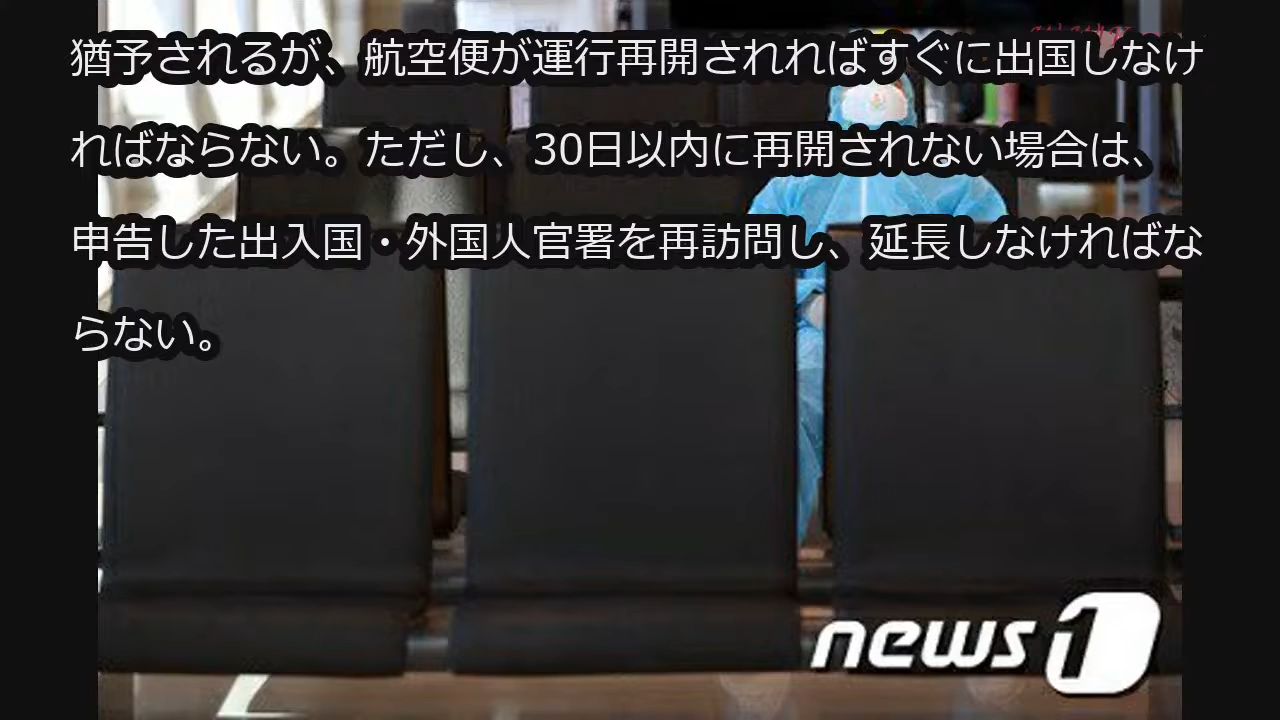 猶予されるが、航空便が運行再開されればすぐに出国しなけ
ればならない。ただし、30日以内に再開されない場合は、
申告した出入国・外国人官署を再訪問し、延長しなければな
らない。
news1